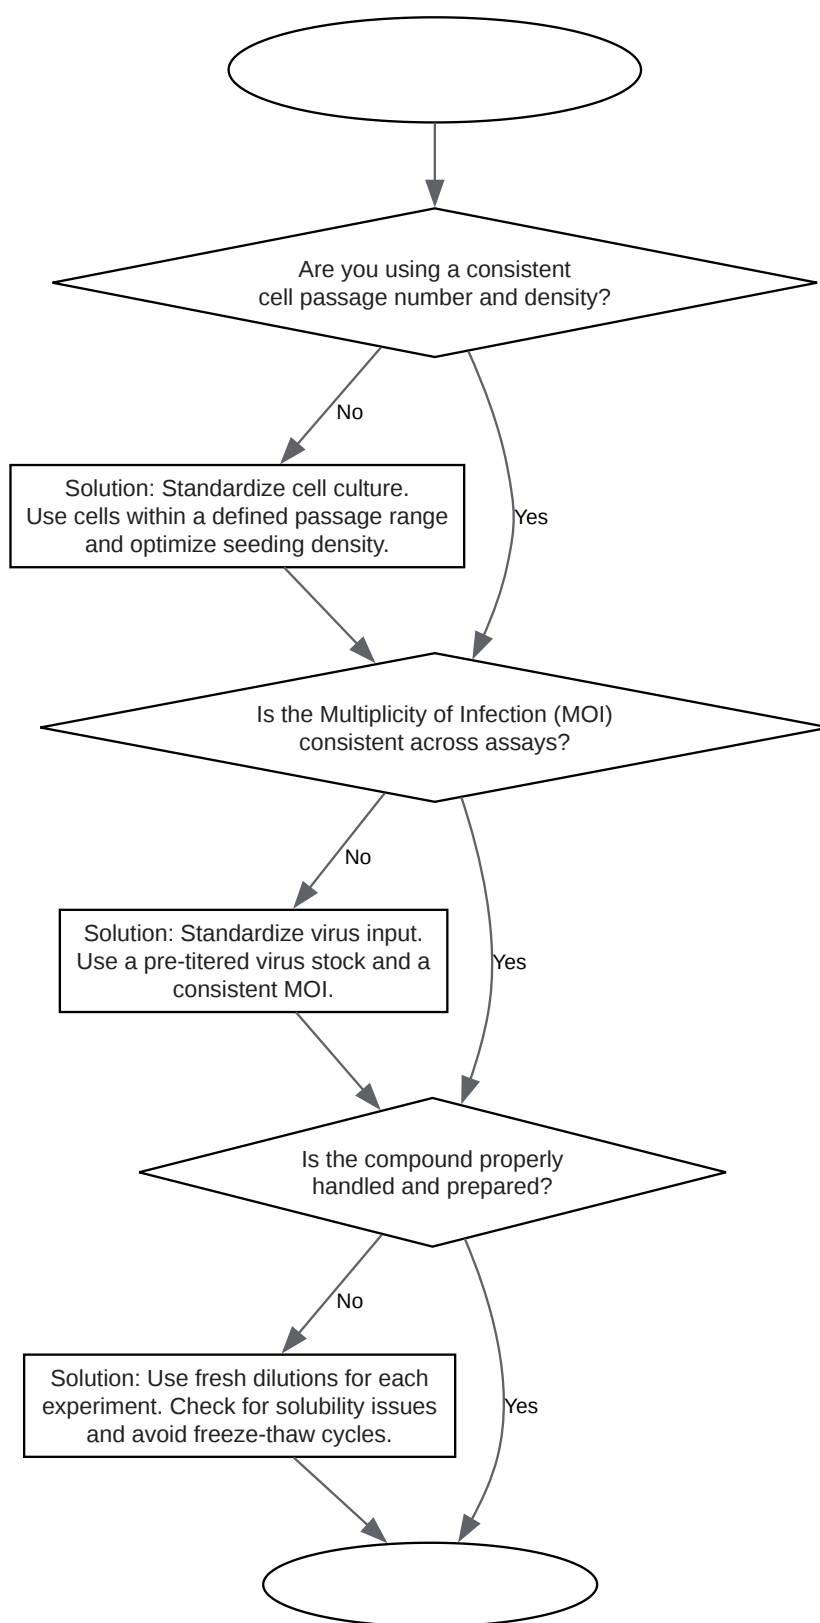 Are you using a consistent
cell passage number and density?
No
Solution: Standardize cell culture.
Use cells within a defined passage range
and optimize seeding density.
Yes
Is the Multiplicity of Infection (MOI)
consistent across assays?
No
Solution: Standardize virus input.
Use a pre-titered virus stock and a
consistent MOI.
Yes
Is the compound properly
handled and prepared?
No
Solution: Use fresh dilutions for each
experiment. Check for solubility issues
and avoid freeze-thaw cycles.
Yes